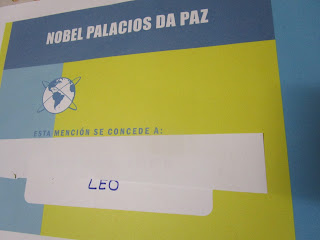 NOBEL PALACIOS DA PAZ
ESTA MENCIÓN SE CONCEDE A:
LEO